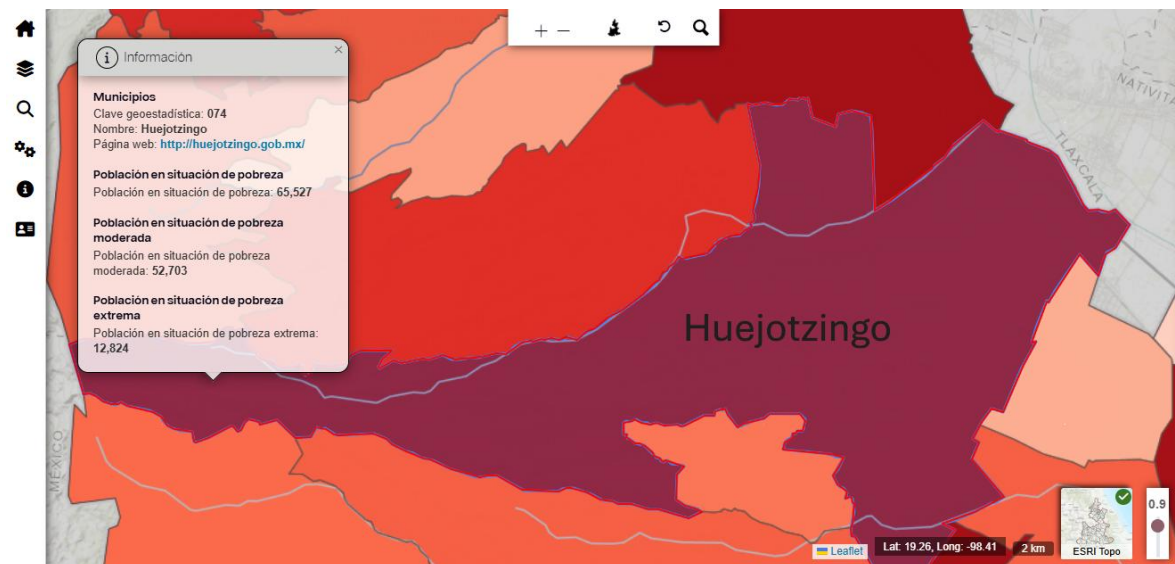 + −
Información
×
Municipios
Clave geoestadística: 074
Nombre: Huejotzingo
Página web: http://huejotzingo.gob.mx/
Población en situación de pobreza
Población en situación de pobreza: 65,527
Población en situación de pobreza
moderada
Población en situación de pobreza
moderada: 52,703
Población en situación de pobreza
extrema
Población en situación de pobreza extrema:
12,824
NATIVITA
TLAXCALA
Huejotzingo
MÉXICO
0.9
Leaflet
Lat: 19.26, Long: -98.41
2 km
ESRI Topo